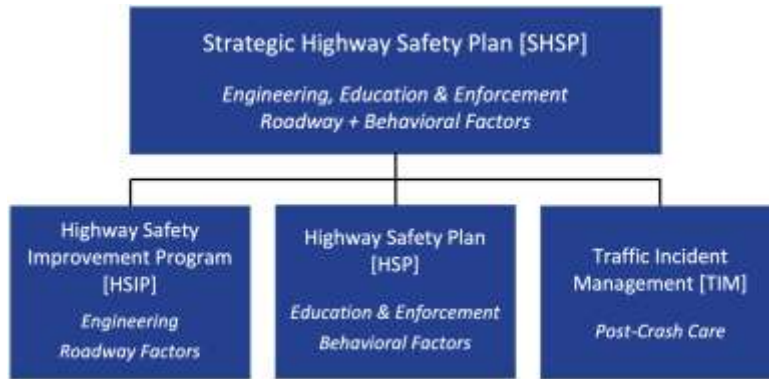 Strategic Highway Safety Plan [SHSP]
Engineering, Education & Enforcement
Roadway + Behavioral Factors
Highway Safety
Improvement Program
[HSIP]
Engineering
Roadway Factors
Highway Safety Plan
[HSP]
Education & Enforcement
Behavioral Factors
Traffic Incident
Management [TIM]
Post-Crash Care